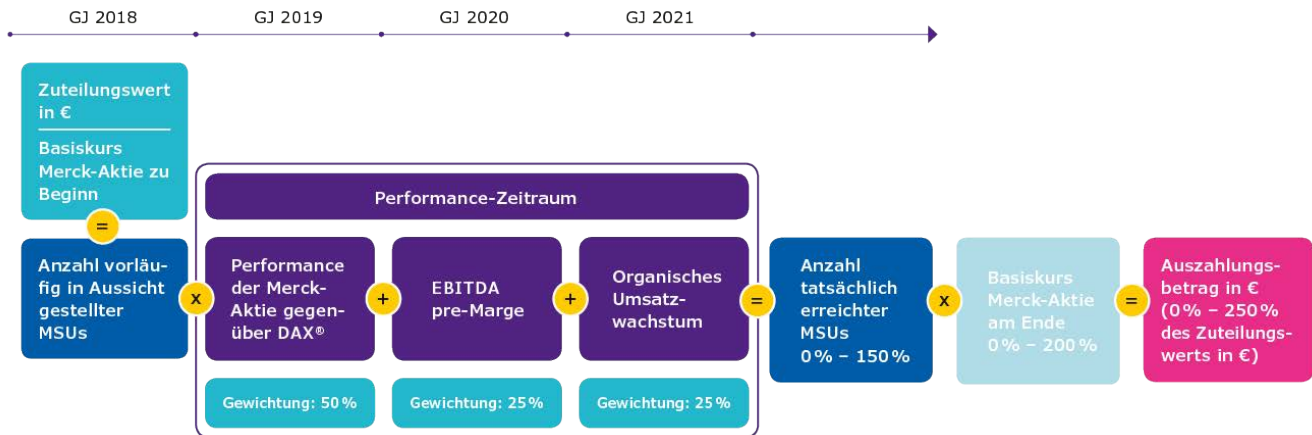 GJ 2018
GJ 2019
GJ 2020
GJ 2021
Zuteilungswert
in €
Basiskurs
Merck-Aktie zu
Beginn
=
Anzahl vorläu-
fig in Aussicht
gestellter
MSUs
x
Performance-Zeitraum
Performance
der Merck-
Aktie gegen-
über DAX®
+
EBITDA
pre-Marge
+
Organisches
Umsatz-
wachstum
Gewichtung: 50 %
Gewichtung: 25 %
Gewichtung: 25 %
=
Anzahl
tatsächlich
erreichter
MSUs
0 % – 150 %
x
Basiskurs
Merck-Aktie
am Ende
0 % – 200 %
=
Auszahlungs-
betrag in €
(0 % – 250 %
des Zuteilungs-
werts in €)